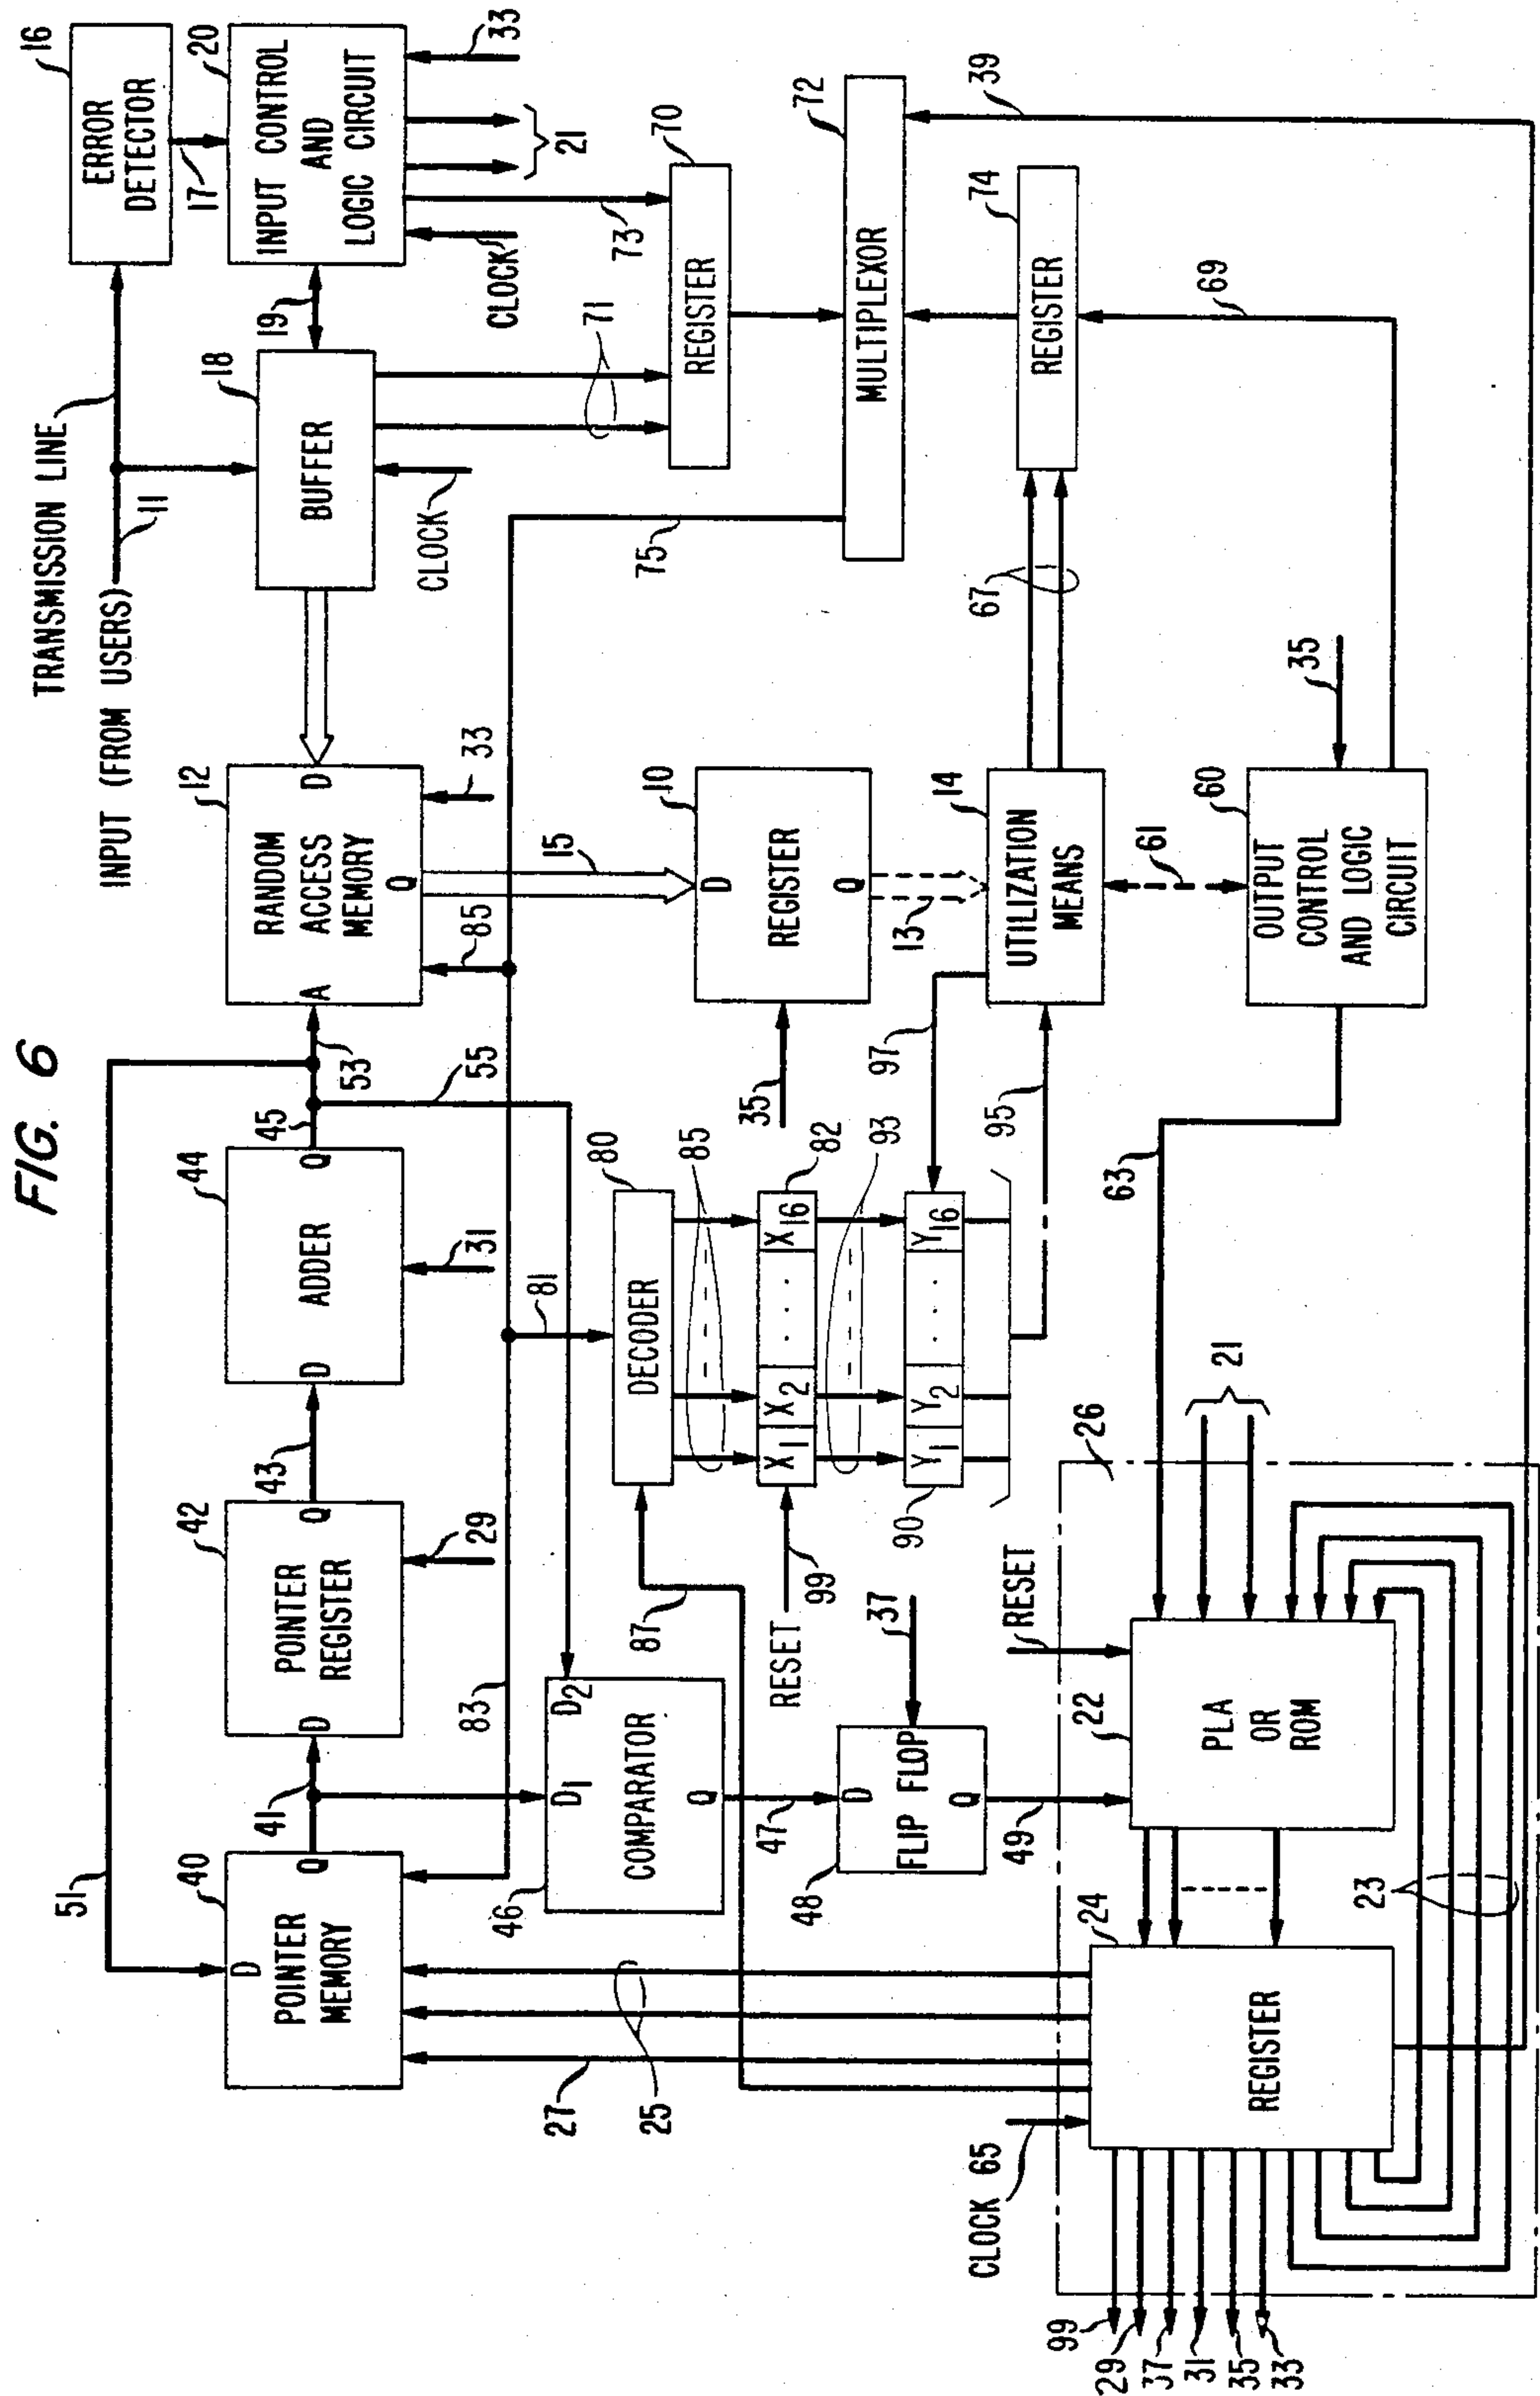 FIG. 6
TRANSMISSION LINE
INPUT (FROM USERS)
11
16
ERROR
DETECTOR
17
20
INPUT CONTROL
AND
LOGIC CIRCUIT
33
21
73
CLOCK
19
18
BUFFER
CLOCK
71
70
REGISTER
72
MULTIPLEXOR
39
75
74
REGISTER
69
67
12
RANDOM
ACCESS
MEMORY
A
D
Q
33
85
15
10
D
REGISTER
Q
35
13
14
UTILIZATION
MEANS
97
95
61
60
OUTPUT
CONTROL
AND LOGIC
CIRCUIT
35
63
51
53
45
55
44
D
ADDER
Q
31
43
42
D
POINTER
REGISTER
Q
29
41
40
D
POINTER
MEMORY
Q
83
81
80
DECODER
85
87
82
X1
X2
. . .
X16
93
RESET
99
90
Y1
Y2
. . .
Y16
46
D1
D2
COMPARATOR
Q
47
48
D
FLIP FLOP
Q
37
49
27
25
26
21
RESET
22
PLA
OR
ROM
24
REGISTER
23
CLOCK 65
99
29
37
31
35
33